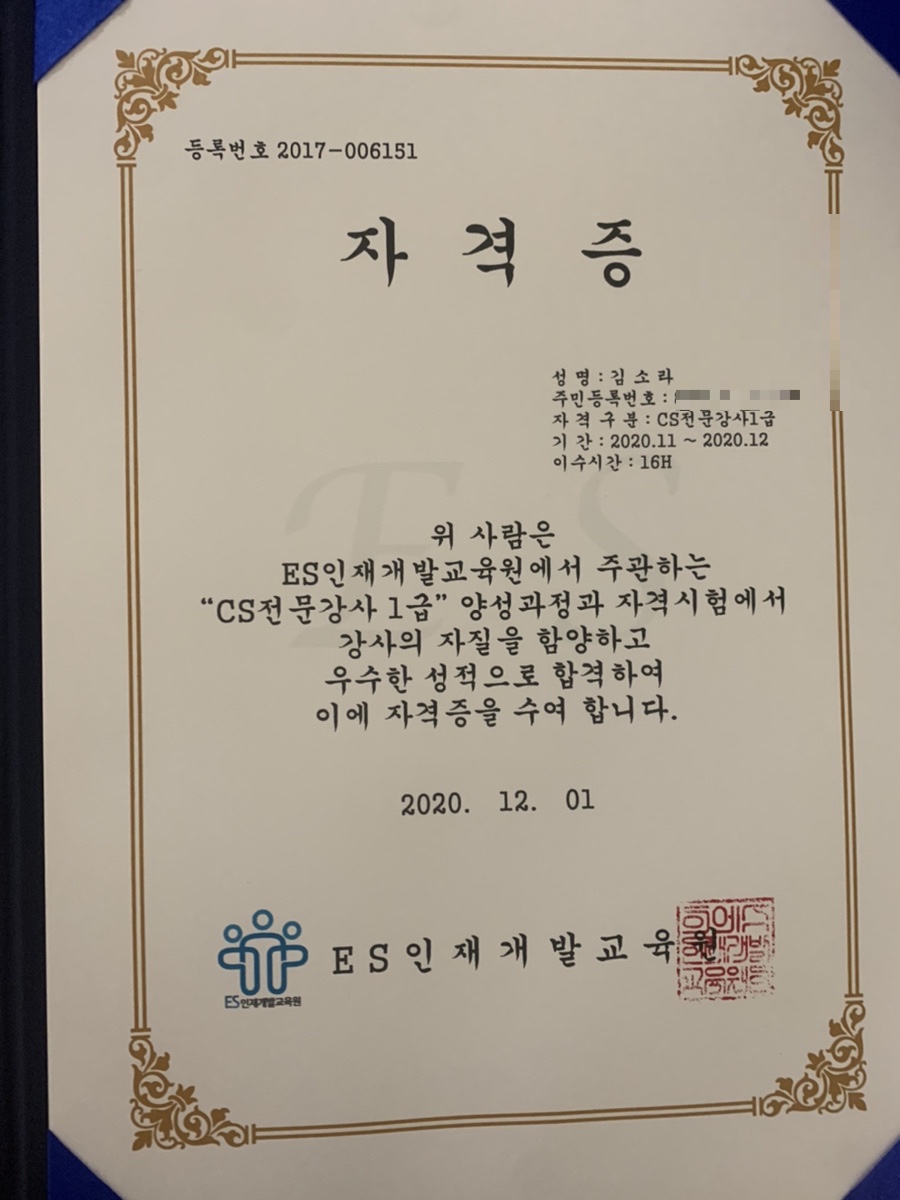 등록번호 2017-006151
자 격 증
성 명 : 김 소 라
주민등록번호 :
자 격 구 분 : CS전문강사1급
기 간 : 2020.11 ~ 2020.12
이수시간 : 16H
ES
위 사람은
ES인재개발교육원에서 주관하는
“CS전문강사 1급” 양성과정과 자격시험에서
강사의 자질을 함양하고
우수한 성적으로 합격하여
이에 자격증을 수여 합니다.
2020. 12. 01
ES인재개발교육원
ES인재개발교육원